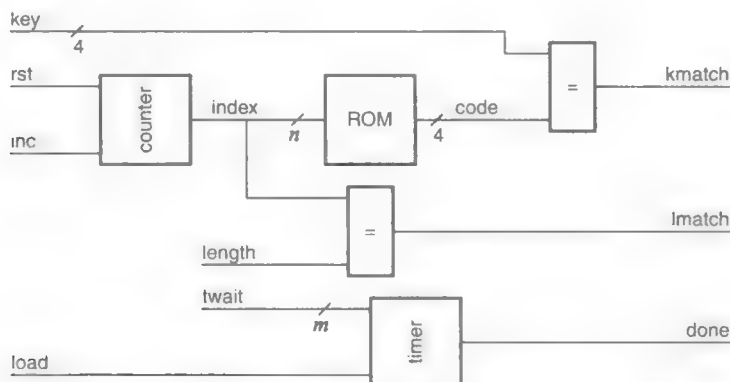 key
4
rst
inc
counter
index
n
ROM
4
code
=
kmatch
=
lmatch
length
twait
m
timer
done
load